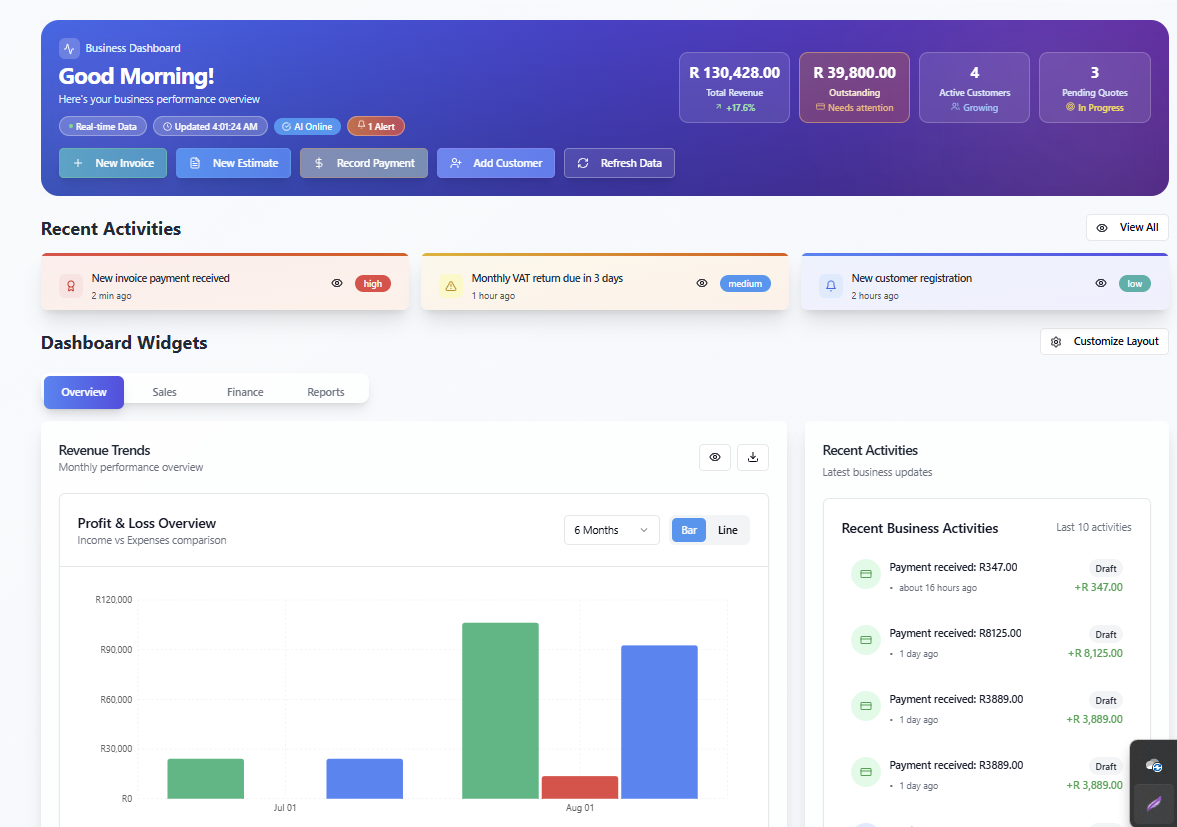 Business Dashboard
Good Morning!
Here's your business performance overview
Real-time Data
Updated 4:01:24 AM
AI Online
1 Alert
New Invoice
New Estimate
Record Payment
Add Customer
Refresh Data
R 130,428.00
Total Revenue
+17.6%
R 39,800.00
Outstanding
Needs attention
4
Active Customers
Growing
3
Pending Quotes
In Progress
Recent Activities
View All
New invoice payment received
2 min ago
high
Monthly VAT return due in 3 days
1 hour ago
medium
New customer registration
2 hours ago
low
Dashboard Widgets
Customize Layout
Overview
Sales
Finance
Reports
Revenue Trends
Monthly performance overview
Profit & Loss Overview
Income vs Expenses comparison
6 Months
Bar
Line
R120,000
R90,000
R60,000
R30,000
R0
Jul 01
Aug 01
Recent Activities
Latest business updates
Recent Business Activities
Last 10 activities
Payment received: R347.00
Draft
• about 16 hours ago
+R 347.00
Payment received: R8125.00
Draft
• 1 day ago
+R 8,125.00
Payment received: R3889.00
Draft
• 1 day ago
+R 3,889.00
Payment received: R3889.00
Draft
• 1 day ago
+R 3,889.00